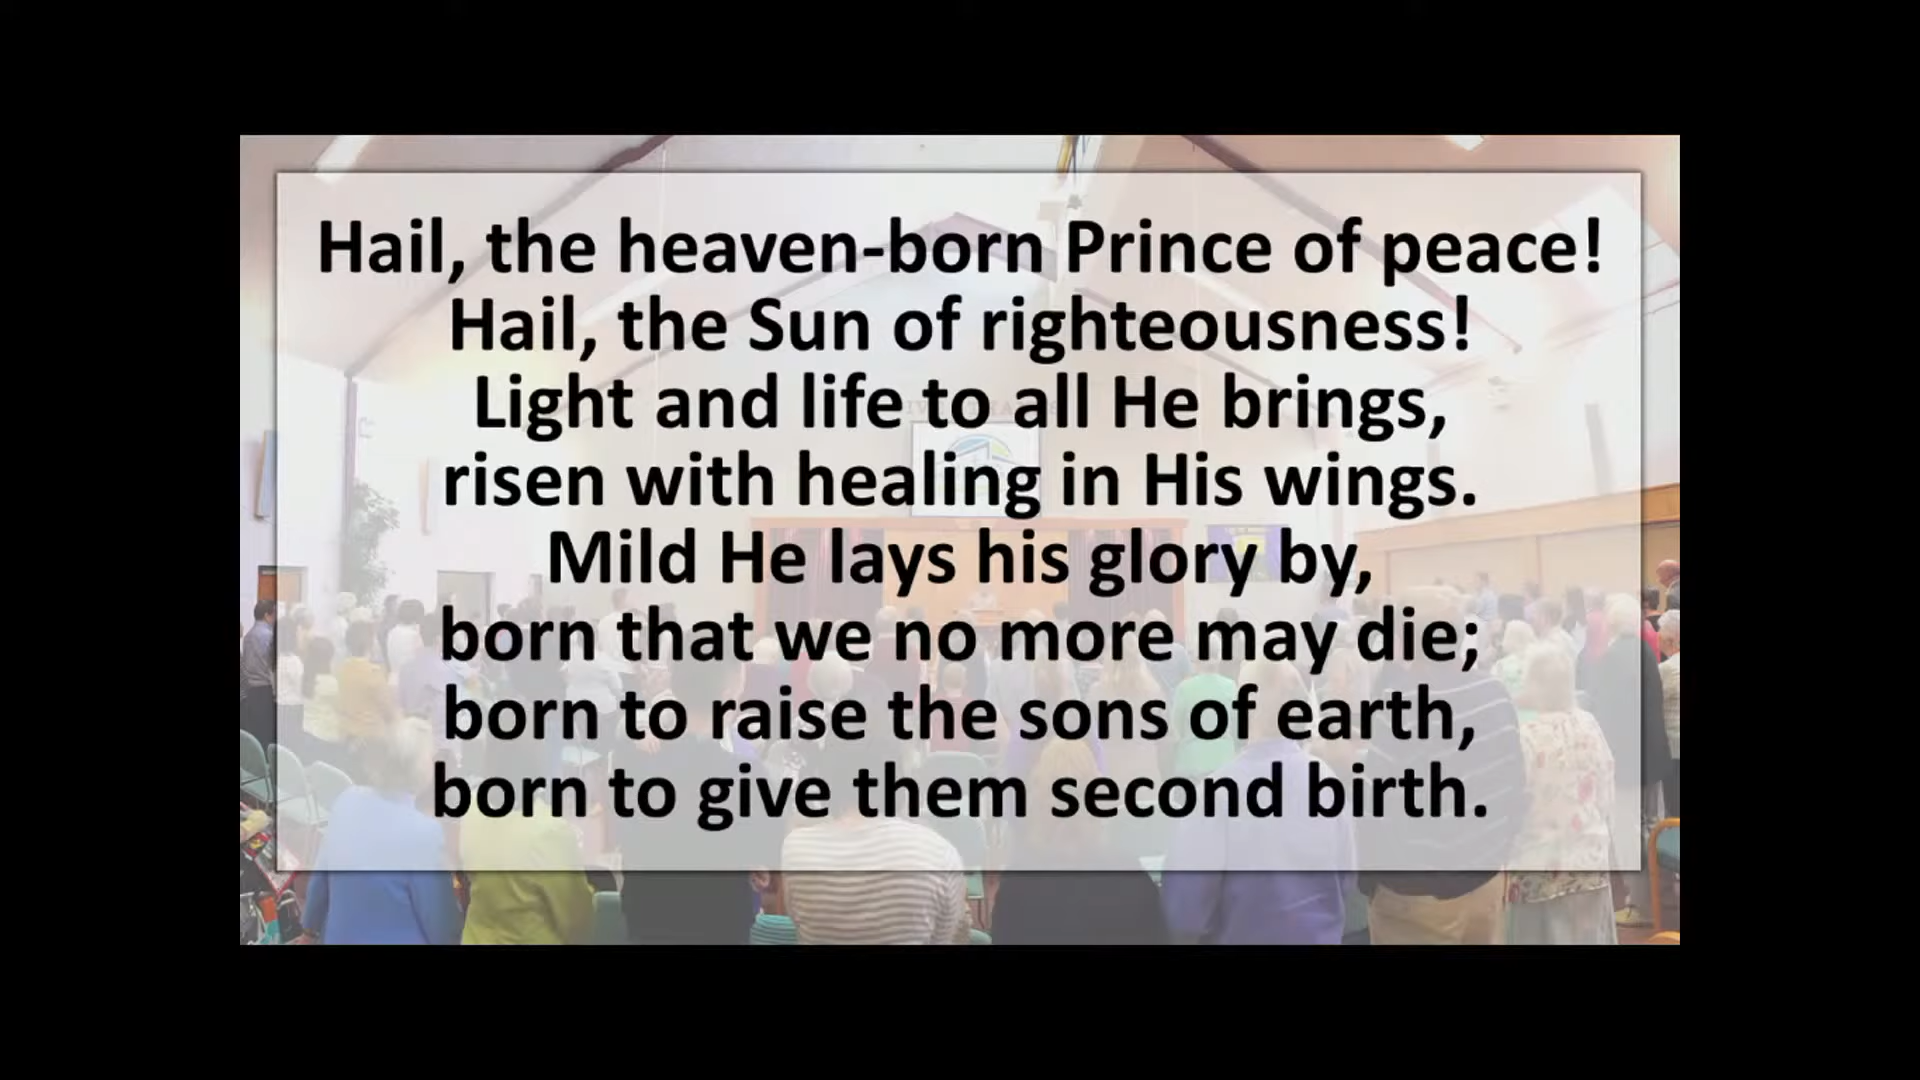 Hail, the heaven-born Prince of peace!
Hail, the Sun of righteousness!
Light and life to all He brings,
risen with healing in His wings.
Mild He lays his glory by,
born that we no more may die;
born to raise the sons of earth,
born to give them second birth.